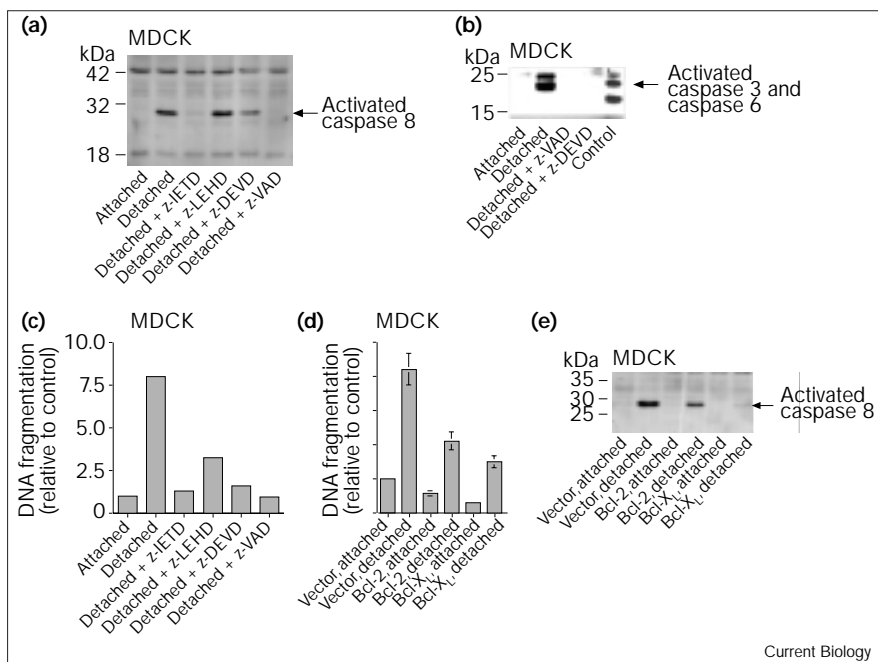 (a)
MDCK
kDa
42
32
18
Activated
caspase 8
Attached
Detached
Detached + z-IETD
Detached + z-LEHD
Detached + z-DEVD
Detached + z-VAD
(b)
MDCK
kDa
25
15
Activated
caspase 3 and
caspase 6
Attached
Detached
Detached + z-VAD
Detached + z-DEVD
Control
(c)
MDCK
DNA fragmentation
(relative to control)
10.0
7.5
5.0
2.5
0
Attached
Detached
Detached + z-IETD
Detached + z-LEHD
Detached + z-DEVD
Detached + z-VAD
(d)
MDCK
DNA fragmentation
(relative to control)
Vector, attached
Vector, detached
Bcl-2, attached
Bcl-2, detached
Bcl-XL, attached
Bcl-XL, detached
(e)
kDa
MDCK
35
30
25
Activated
caspase 8
Vector, attached
Vector, detached
Bcl-2, attached
Bcl-2, detached
Bcl-XL, attached
Bcl-XL, detached
Current Biology